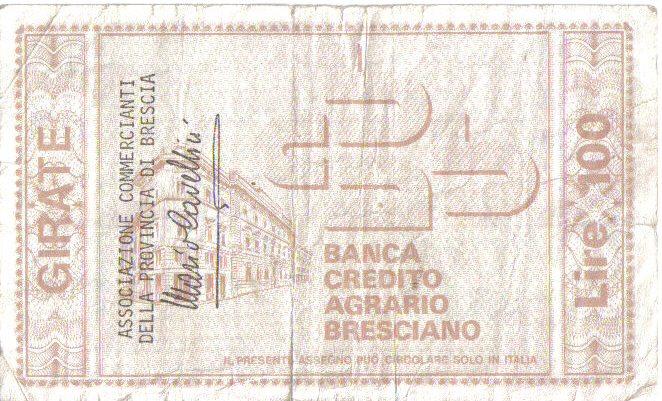 GIRATE
ASSOCIAZIONE COMMERCIANTI
DELLA PROVINCIA DI BRESCIA
BANCA
CREDITO
AGRARIO
BRESCIANO
IL PRESENTE ASSEGNO PUÒ CIRCOLARE SOLO IN ITALIA
Lire 100